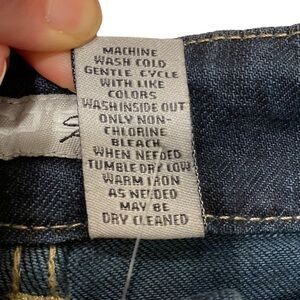 MACHINE
WASH COLD
GENTLE CYCLE
WITH LIKE
COLORS
WASH INSIDE OUT
ONLY NON-
CHLORINE
BLEACH
WHEN NEEDED
TUMBLE DRY LOW
WARM IRON
AS NEEDED
MAY BE
DRY CLEANED